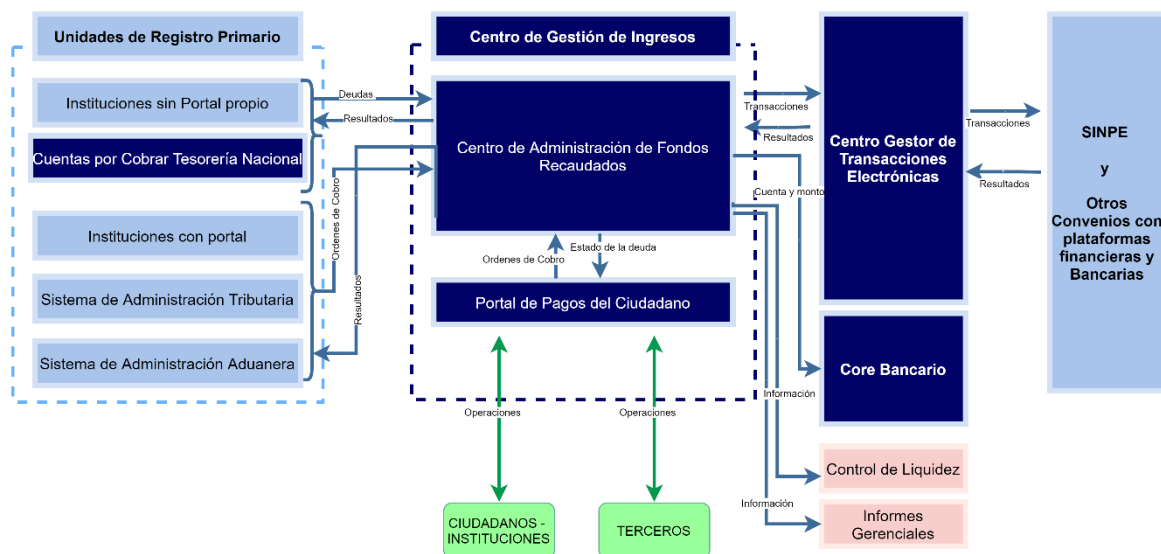 Unidades de Registro Primario
Instituciones sin Portal propio
Cuentas por Cobrar Tesorería Nacional
Instituciones con portal
Sistema de Administración Tributaria
Sistema de Administración Aduanera
Deudas
Resultados
Ordenes de Cobro
Resultados
Centro de Gestión de Ingresos
Centro de Administración de Fondos
Recaudados
Ordenes de Cobro
Estado de la deuda
Portal de Pagos del Ciudadano
Operaciones
Operaciones
CIUDADANOS -
INSTITUCIONES
TERCEROS
Transacciones
Resultados
Cuenta y monto
Información
Información
Centro Gestor de
Transacciones
Electrónicas
Core Bancario
Control de Liquidez
Informes
Gerenciales
Transacciones
Resultados
SINPE
y
Otros
Convenios con
plataformas
financieras y
Bancarias